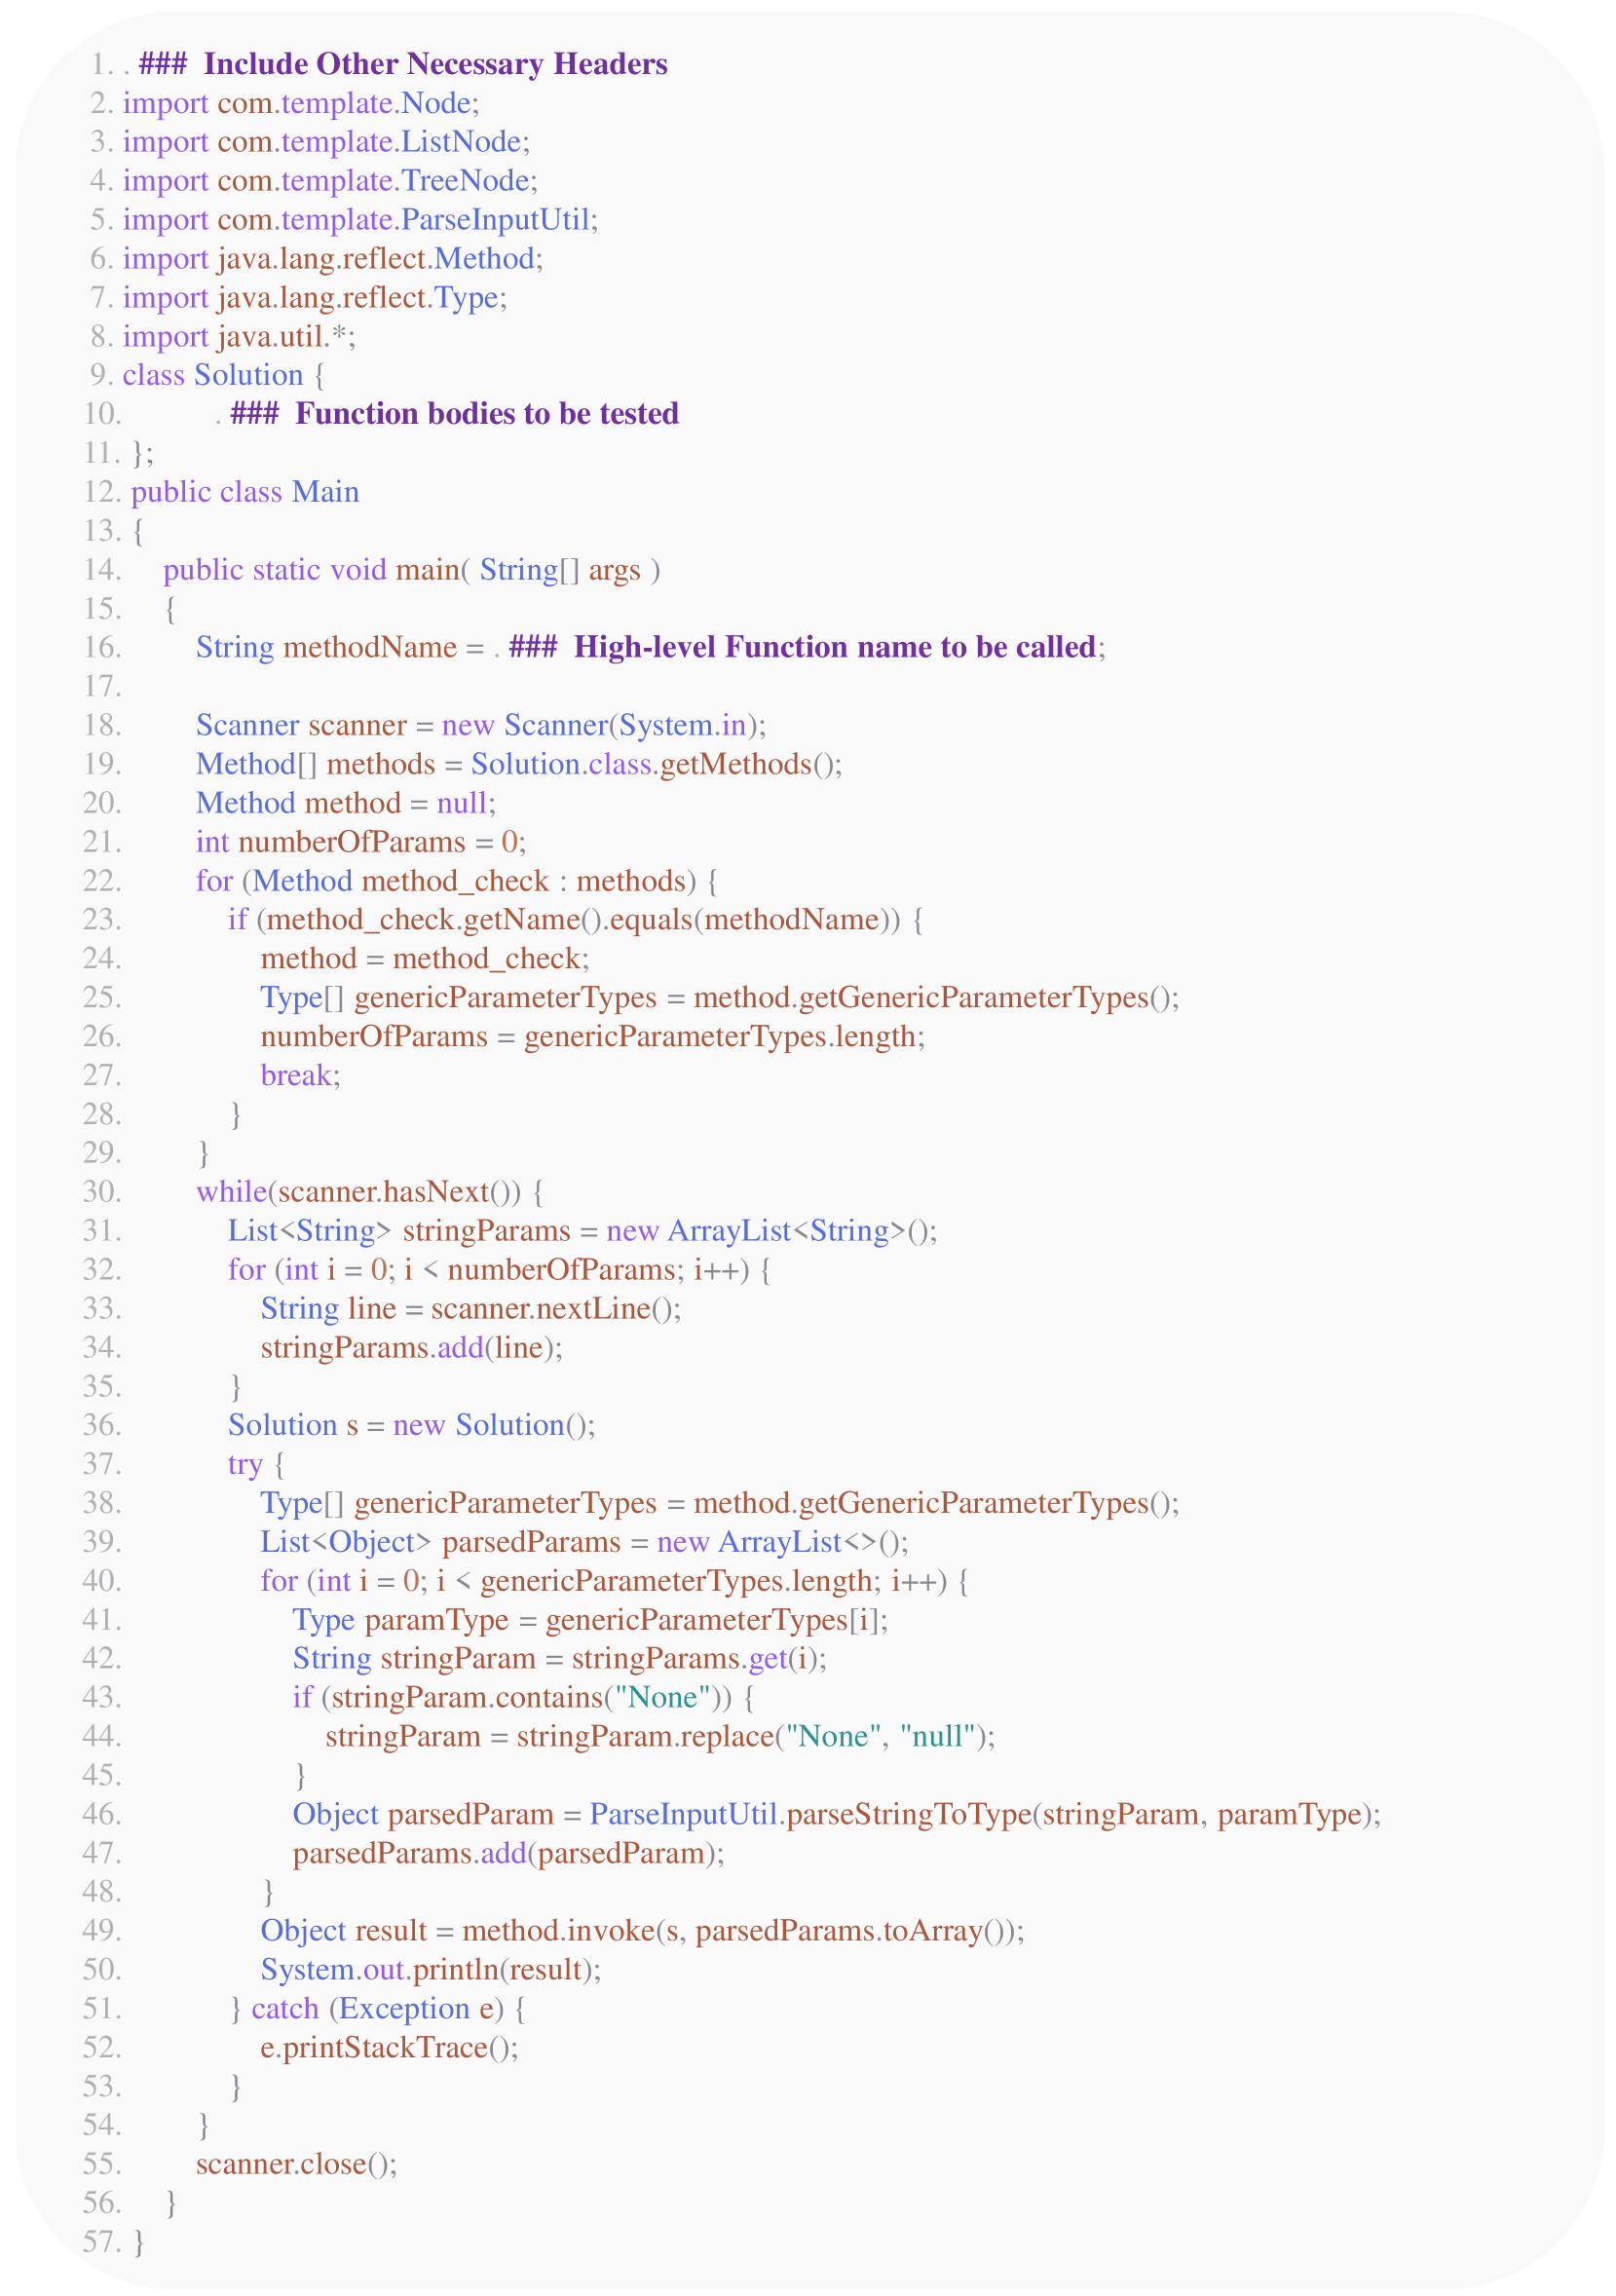 1. . ### Include Other Necessary Headers
2. import com.template.Node;
3. import com.template.ListNode;
4. import com.template.TreeNode;
5. import com.template.ParseInputUtil;
6. import java.lang.reflect.Method;
7. import java.lang.reflect.Type;
8. import java.util.*;
9. class Solution {
10. . ### Function bodies to be tested
11. };
12. public class Main
13. {
14. public static void main( String[] args )
15. {
16. String methodName = . ### High-level Function name to be called;
17.
18. Scanner scanner = new Scanner(System.in);
19. Method[] methods = Solution.class.getMethods();
20. Method method = null;
21. int numberOfParams = 0;
22. for (Method method_check : methods) {
23. if (method_check.getName().equals(methodName)) {
24. method = method_check;
25. Type[] genericParameterTypes = method.getGenericParameterTypes();
26. numberOfParams = genericParameterTypes.length;
27. break;
28. }
29. }
30. while(scanner.hasNext()) {
31. List<String> stringParams = new ArrayList<String>();
32. for (int i = 0; i < numberOfParams; i++) {
33. String line = scanner.nextLine();
34. stringParams.add(line);
35. }
36. Solution s = new Solution();
37. try {
38. Type[] genericParameterTypes = method.getGenericParameterTypes();
39. List<Object> parsedParams = new ArrayList<>();
40. for (int i = 0; i < genericParameterTypes.length; i++) {
41. Type paramType = genericParameterTypes[i];
42. String stringParam = stringParams.get(i);
43. if (stringParam.contains("None")) {
44. stringParam = stringParam.replace("None", "null");
45. }
46. Object parsedParam = ParseInputUtil.parseStringToType(stringParam, paramType);
47. parsedParams.add(parsedParam);
48. }
49. Object result = method.invoke(s, parsedParams.toArray());
50. System.out.println(result);
51. } catch (Exception e) {
52. e.printStackTrace();
53. }
54. }
55. scanner.close();
56. }
57. }